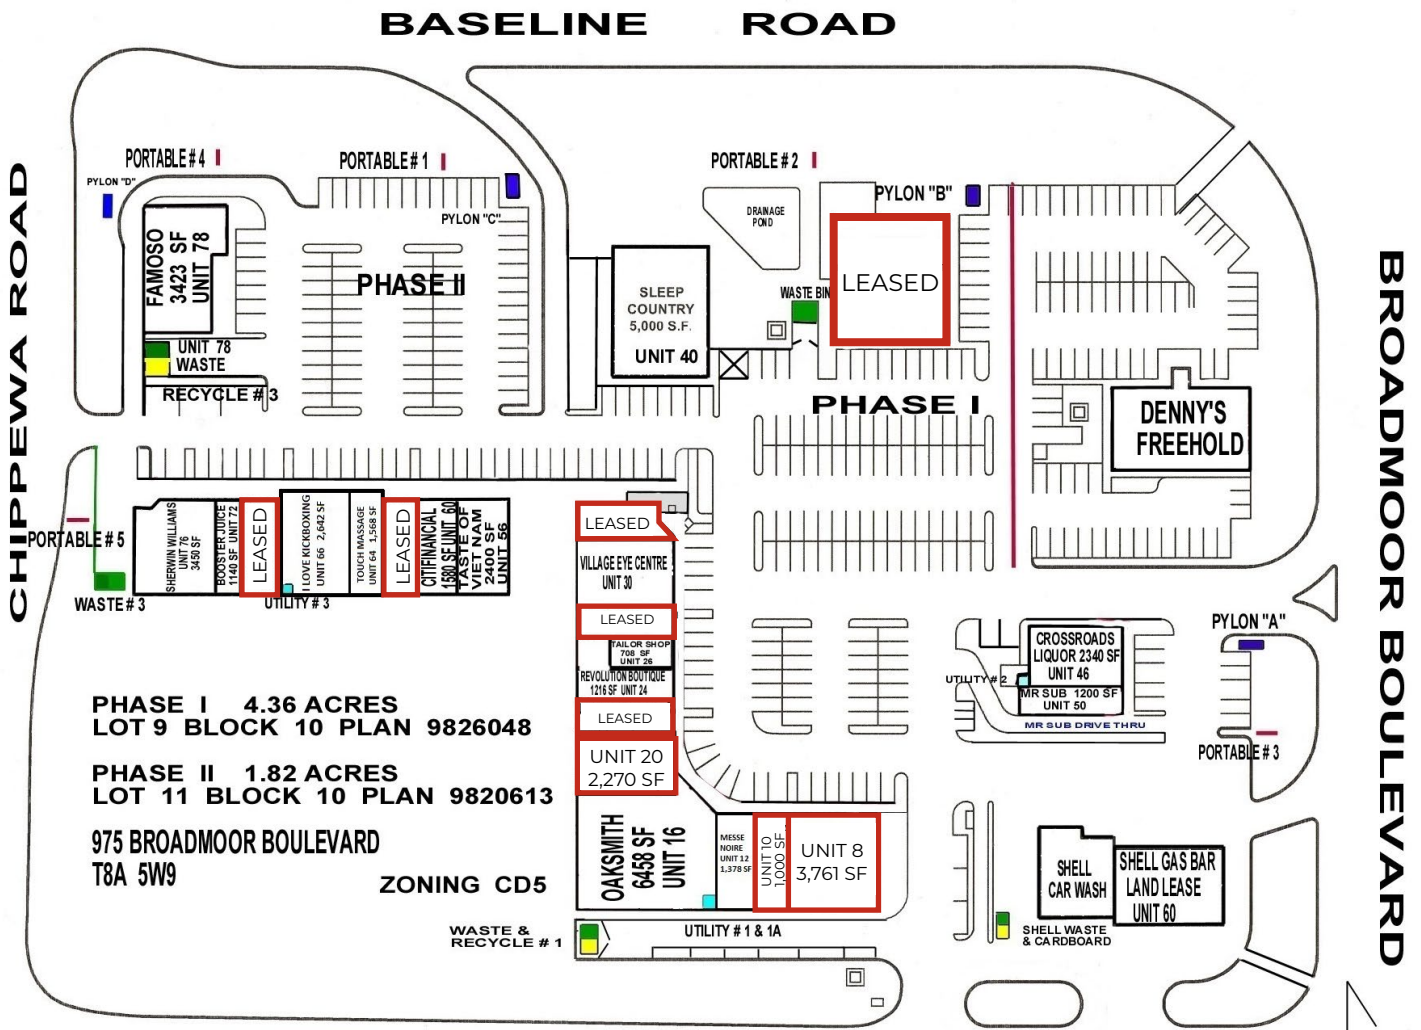 BASELINE ROAD
CHIPPEWA ROAD
BROADMOOR BOULEVARD
PORTABLE # 4
PORTABLE # 1
PORTABLE # 2
PYLON "D"
PYLON "C"
PYLON "B"
DRAINAGE
POND
FAMOSO
3423 SF
UNIT 78
PHASE II
SLEEP
COUNTRY
5,000 S.F.
UNIT 40
WASTE BIN
LEASED
UNIT 78
WASTE
RECYCLE # 3
PHASE I
DENNY'S
FREEHOLD
PORTABLE # 5
WASTE # 3
SHERWIN WILLIAMS
UNIT 76
3450 SF
BOOSTER JUICE
1140 SF UNIT 72
LEASED
I LOVE KICKBOXING
UNIT 66 2,642 SF
TOUCH MASSAGE
UNIT 64 1,568 SF
LEASED
CITIFINANCIAL
1580 SF UNIT 60
TASTE OF
VIETNAM
2400 SF
UNIT 56
UTILITY # 3
LEASED
VILLAGE EYE CENTRE
UNIT 30
LEASED
TAILOR SHOP
708 SF
UNIT 26
REVOLUTION BOUTIQUE
1216 SF UNIT 24
LEASED
UNIT 20
2,270 SF
OAKSMITH
6458 SF
UNIT 16
MESSE
NOIRE
UNIT 12
1,378 SF
UNIT 10
1,000 SF
UNIT 8
3,761 SF
CROSSROADS
LIQUOR 2340 SF
UNIT 46
UTILITY # 2
MR SUB 1200 SF
UNIT 50
MR SUB DRIVE THRU
PYLON "A"
PORTABLE # 3
PHASE I 4.36 ACRES
LOT 9 BLOCK 10 PLAN 9826048
PHASE II 1.82 ACRES
LOT 11 BLOCK 10 PLAN 9820613
975 BROADMOOR BOULEVARD
T8A 5W9
ZONING CD5
SHELL
CAR WASH
SHELL GAS BAR
LAND LEASE
UNIT 60
SHELL WASTE
& CARDBOARD
WASTE &
RECYCLE # 1
UTILITY # 1 & 1A